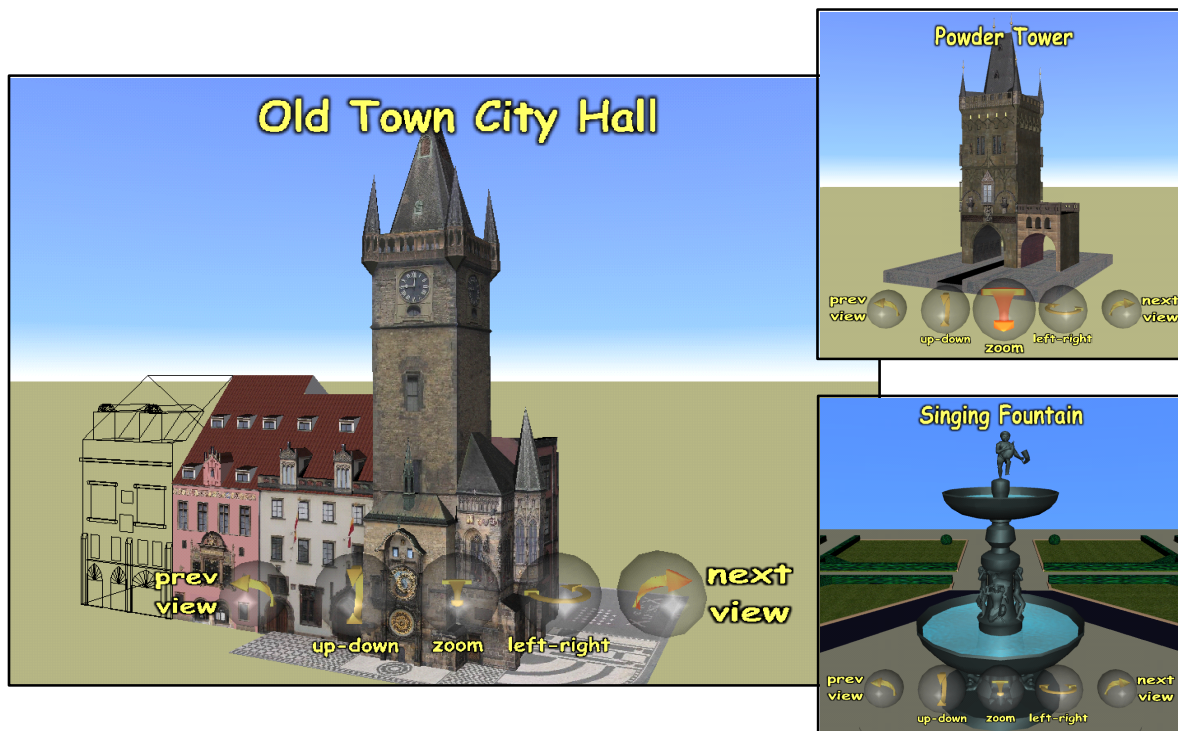 Old Town City Hall
prev
view
up-down
zoom
left-right
next
view
Powder Tower
prev
view
up-down
zoom
left-right
next
view
Singing Fountain
prev
view
up-down
zoom
left-right
next
view